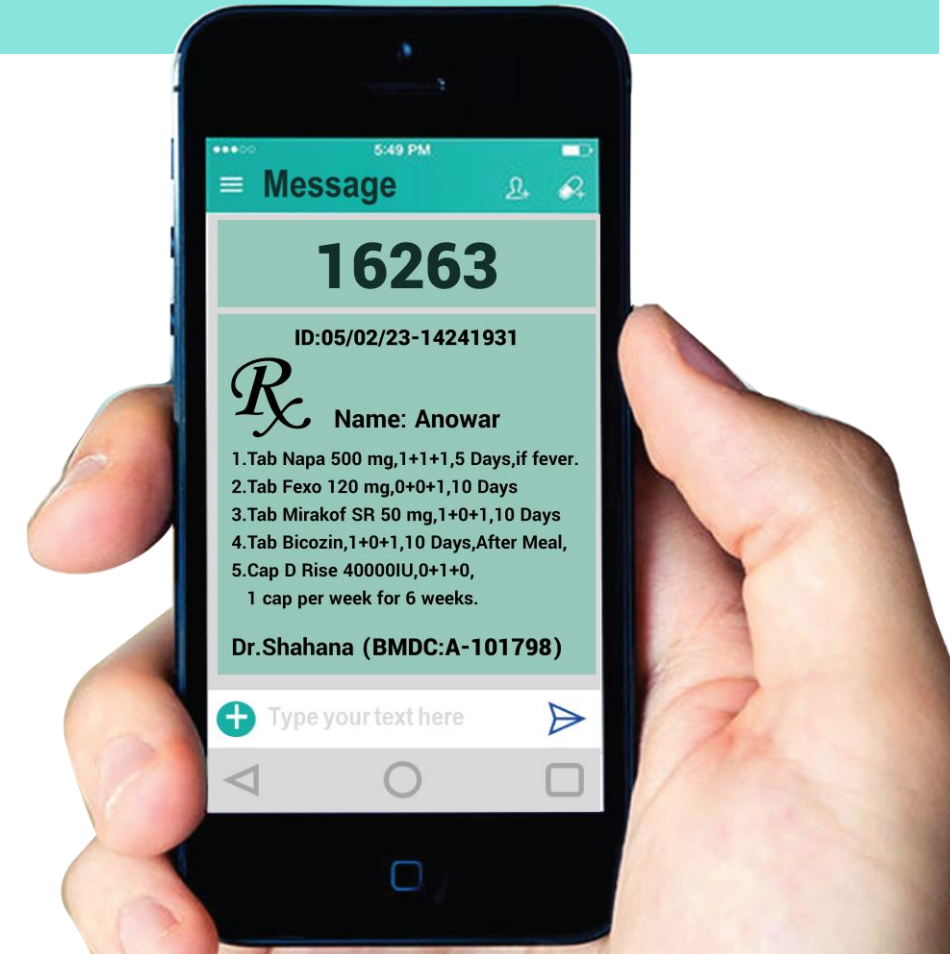 5:49 PM
Message
16263
ID:05/02/23-14241931
Rx
Name: Anowar
1.Tab Napa 500 mg,1+1+1,5 Days,if fever.
2.Tab Fexo 120 mg,0+0+1,10 Days
3.Tab Mirakof SR 50 mg,1+0+1,10 Days
4.Tab Bicozin,1+0+1,10 Days,After Meal,
5.Cap D Rise 40000IU,0+1+0,
1 cap per week for 6 weeks.
Dr.Shahana (BMDC:A-101798)
Type your text here